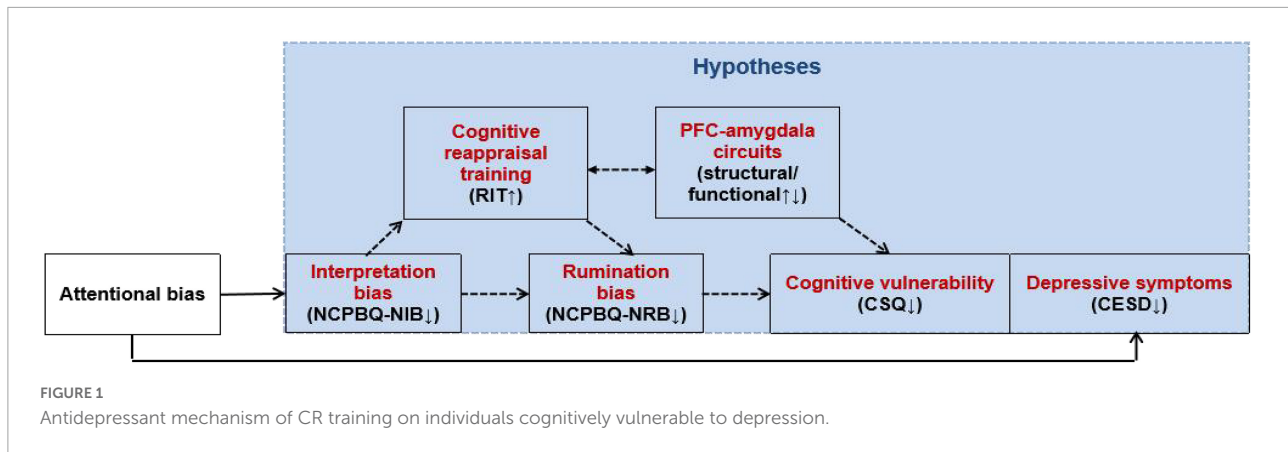 Hypotheses
Cognitive
reappraisal
training
(RIT↑)
PFC-amygdala
circuits
(structural/
functional↑↓)
Attentional bias
Interpretation
bias
(NCPBQ-NIB↓)
Rumination
bias
(NCPBQ-NRB↓)
Cognitive vulnerability
(CSQ↓)
Depressive symptoms
(CESD↓)
FIGURE 1
Antidepressant mechanism of CR training on individuals cognitively vulnerable to depression.